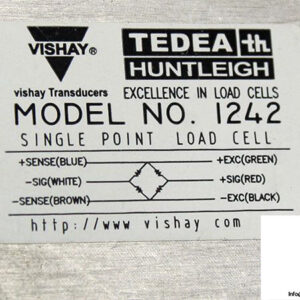 VISHAY® TEDEA th
HUNTLEIGH
vishay Transducers EXCELLENCE IN LOAD CELLS
MODEL NO. 1242
SINGLE POINT LOAD CELL
+SENSE(BLUE) +EXC(GREEN)
-SIG(WHITE) +SIG(RED)
-SENSE(BROWN) -EXC(BLACK)
http://www vishay com